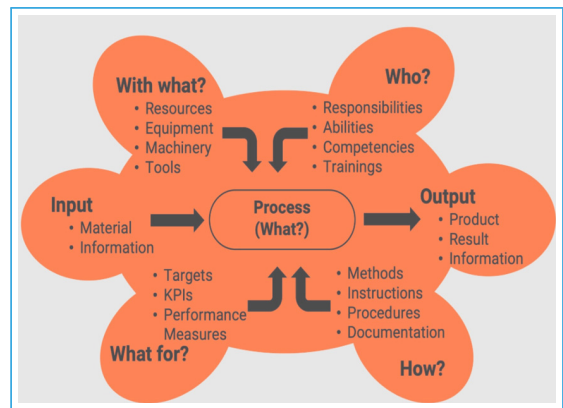 With what?
• Resources
• Equipment
• Machinery
• Tools
Who?
• Responsibilities
• Abilities
• Competencies
• Trainings
Input
• Material
• Information
Process
(What?)
Output
• Product
• Result
• Information
• Targets
• KPIs
• Performance
Measures
What for?
• Methods
• Instructions
• Procedures
• Documentation
How?